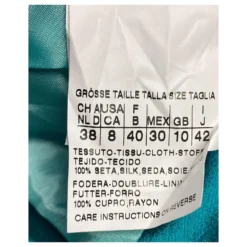 GRÖSSE TAILLE TALLA SIZE TAGLIA
CH A USA F MEX GB I
NL D CA B J
38 8 40 30 10 42
TESSUTO-TISSU-CLOTH-STOFF
TEJIDO-TECIDO
100% SETA, SILK, SEDA, SOIE
FODERA-DOUBLURE-LINI
FUTTER-FORRO
100% CUPRO, RAYON
CARE INSTRUCTIONS ON REVERSE